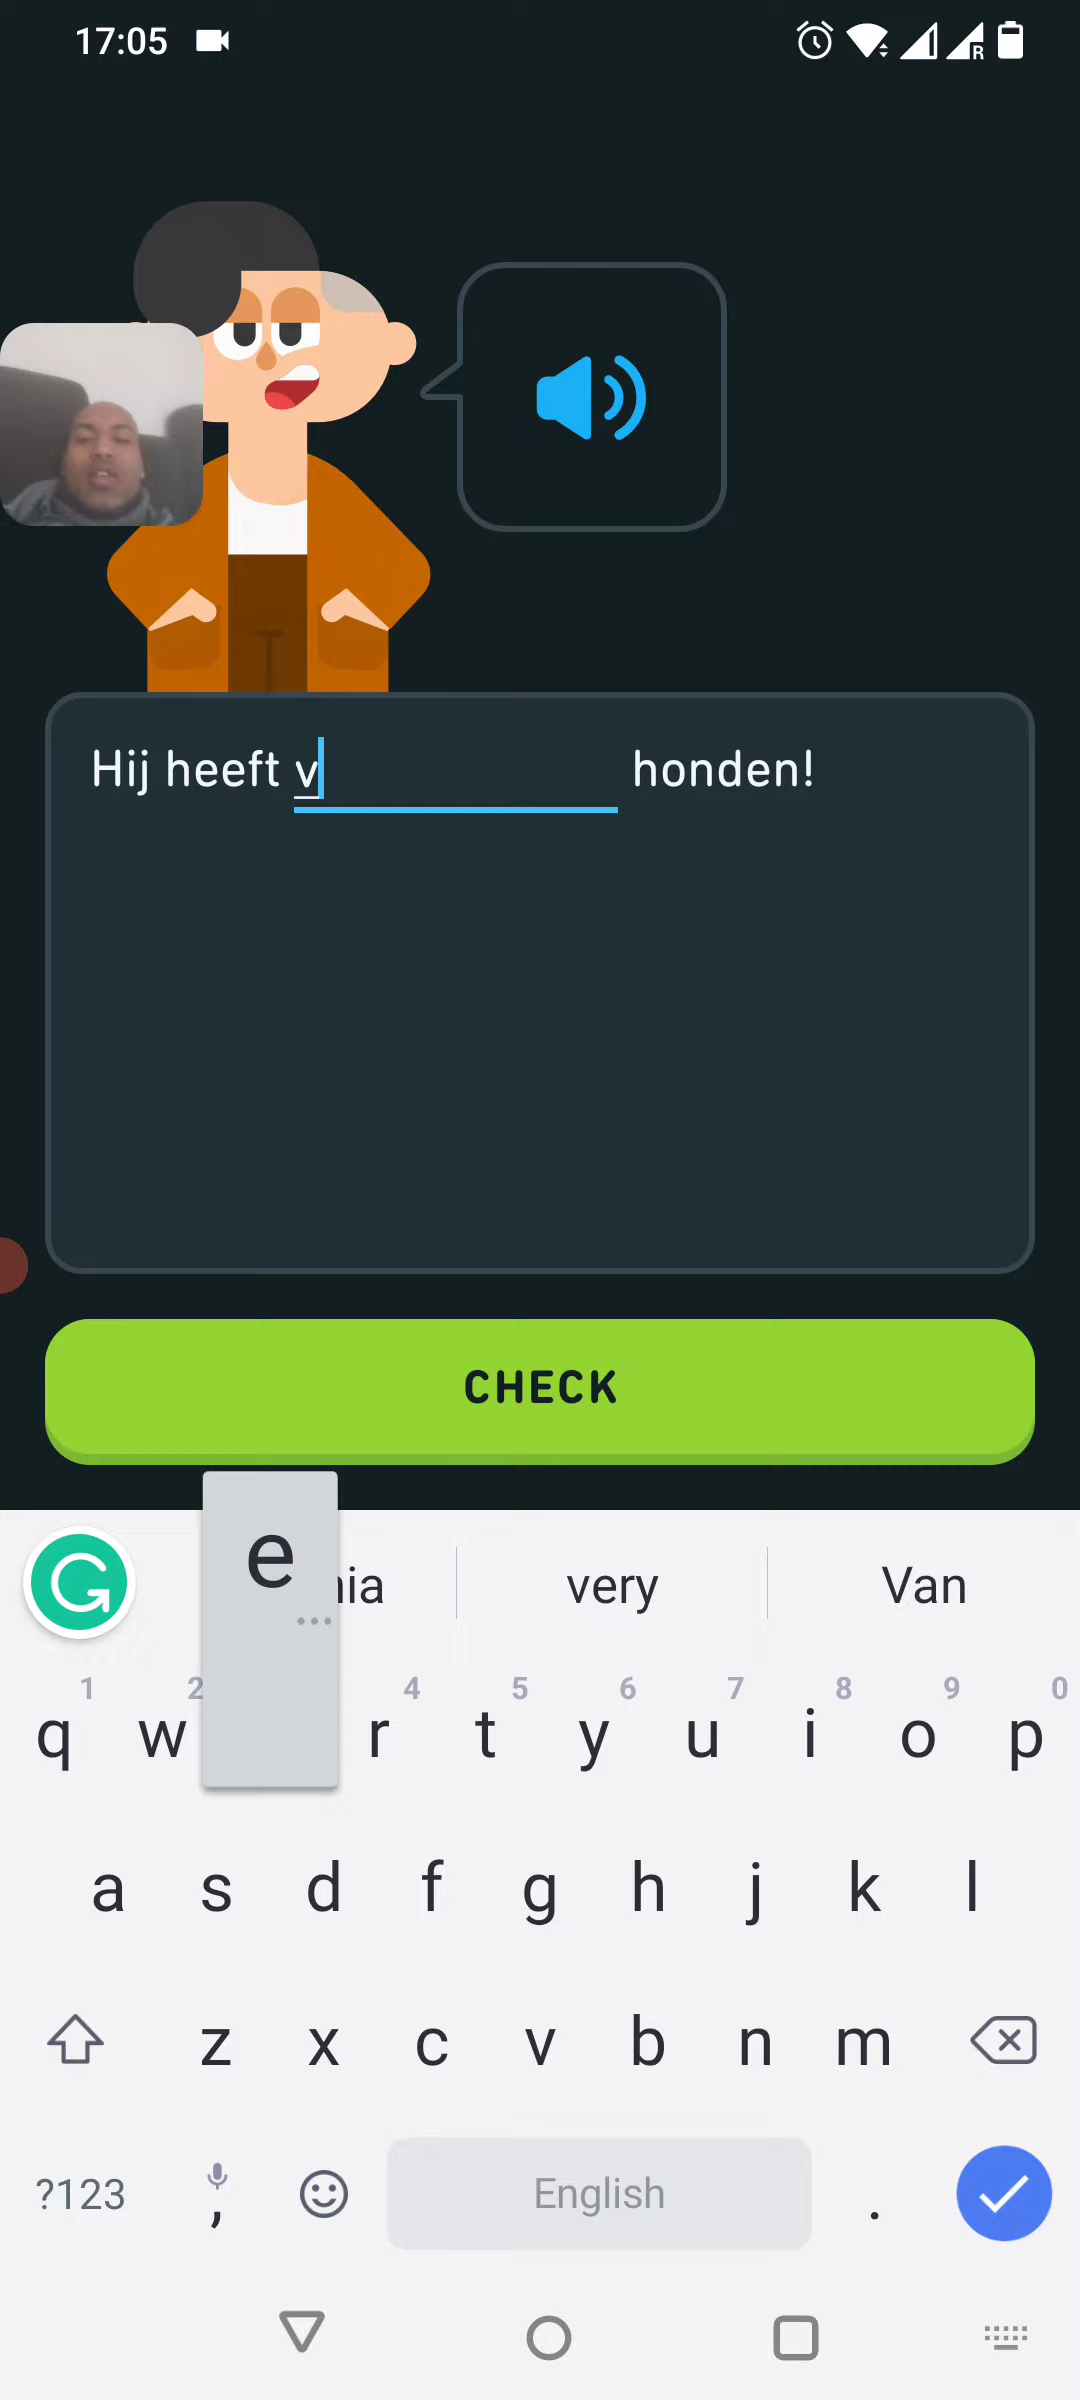 17:05
R
Hij heeft v honden!
CHECK
e
nia very Van
1 2 4 5 6 7 8 9 0
q w r t y u i o p
a s d f g h j k l
z x c v b n m
?123 , English .